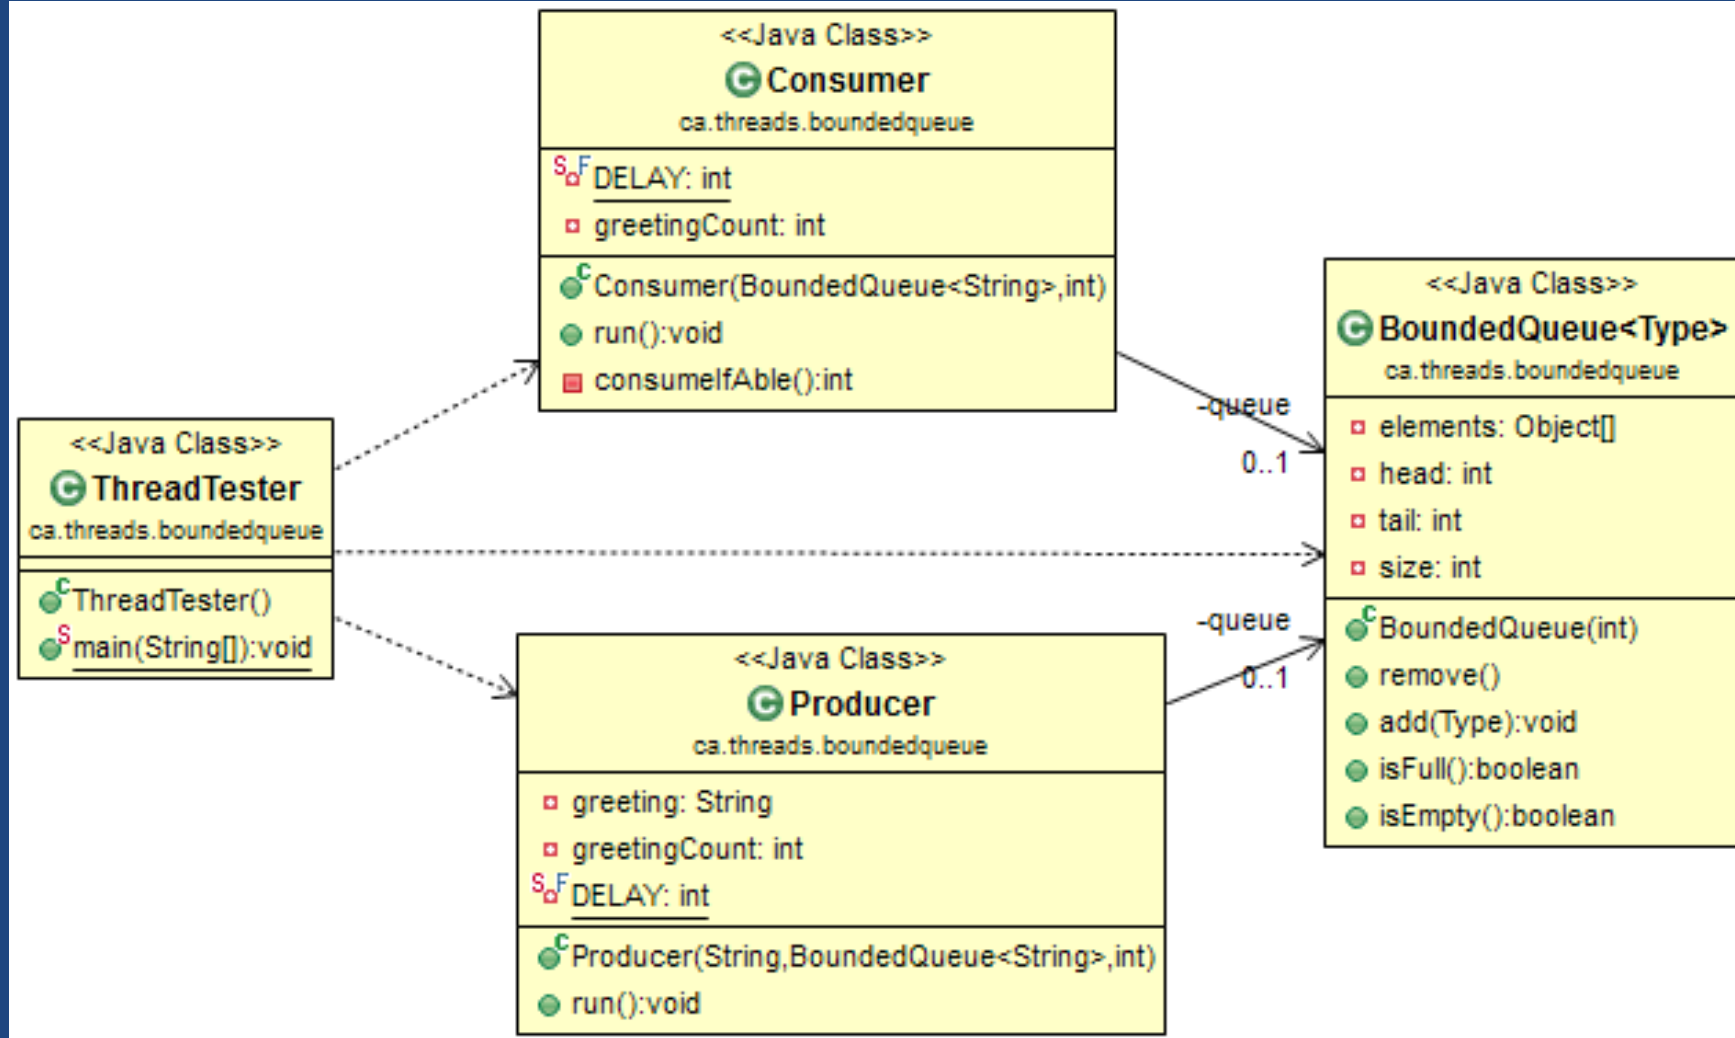 <<Java Class>>
C Consumer
ca.threads.boundedqueue
S F DELAY: int
greetingCount: int
C Consumer(BoundedQueue<String>,int)
run():void
consumeIfAble():int
<<Java Class>>
C ThreadTester
ca.threads.boundedqueue
C ThreadTester()
S main(String[]):void
<<Java Class>>
C Producer
ca.threads.boundedqueue
greeting: String
greetingCount: int
S F DELAY: int
C Producer(String,BoundedQueue<String>,int)
run():void
-queue
0..1
-queue
0..1
<<Java Class>>
C BoundedQueue<Type>
ca.threads.boundedqueue
elements: Object[]
head: int
tail: int
size: int
C BoundedQueue(int)
remove()
add(Type):void
isFull():boolean
isEmpty():boolean